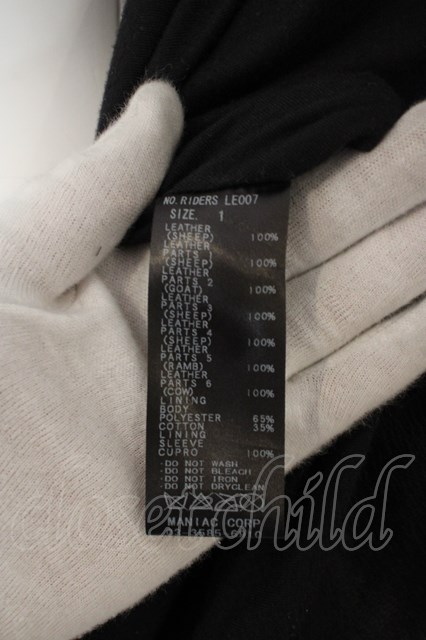 NO. RIDERS LE007
SIZE. 1
LEATHER
(SHEEP) 100%
LEATHER
PARTS 1
(SHEEP) 100%
LEATHER
PARTS 2
(GOAT) 100%
LEATHER
PARTS 3
(SHEEP) 100%
LEATHER
PARTS 4
(SHEEP) 100%
LEATHER
PARTS 5
(RAMB) 100%
LEATHER
PARTS 6
(COW) 100%
LINING
BODY
POLYESTER 65%
COTTON 35%
LINING
SLEEVE
CUPRO 100%
·DO NOT WASH
·DO NOT BLEACH
·DO NOT IRON
·DO NOT DRYCLEAN
MANIAC CORP